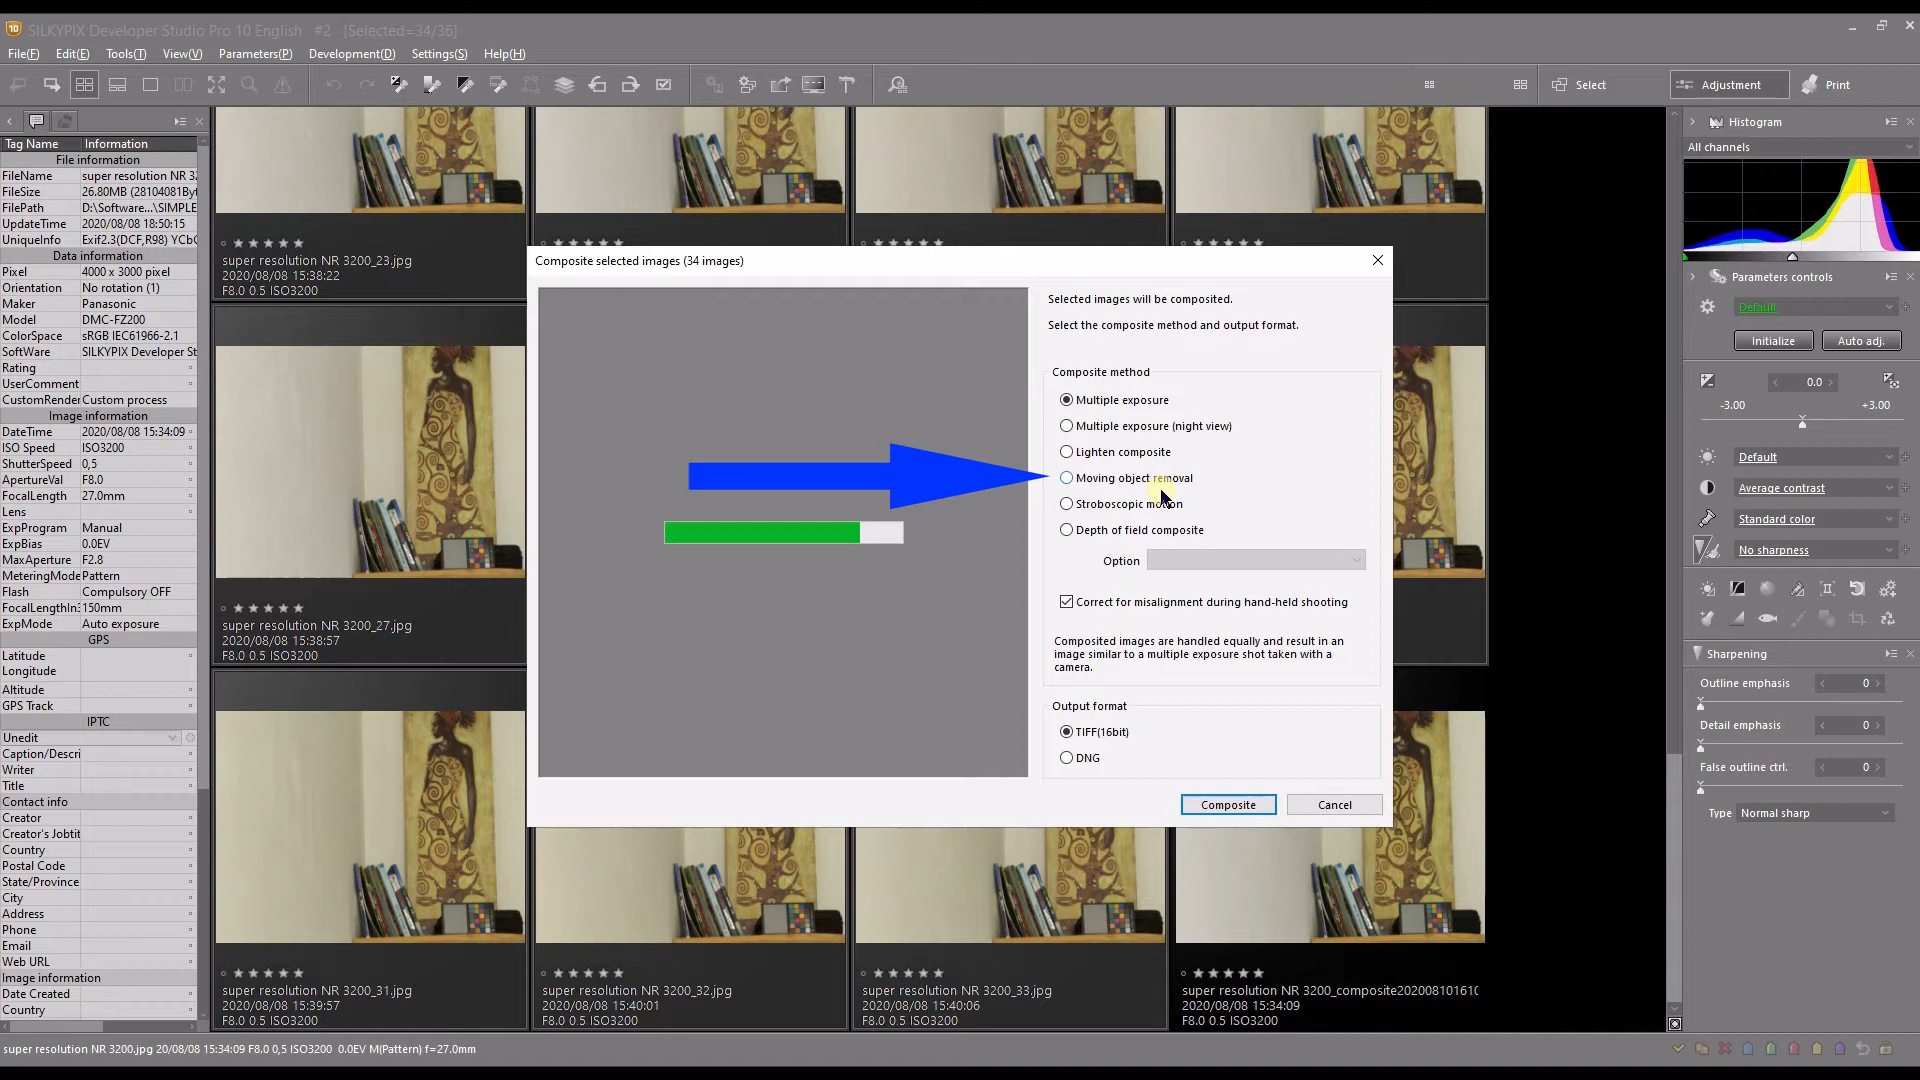 SILKYPIX Developer Studio Pro 10 English #2 [Selected=34/36]
File(F) Edit(E) Tools(T) View(V) Parameters(P) Development(D) Settings(S) Help(H)
Select Adjustment Print
Tag Name Information
File information
FileName super resolution NR 32
FileSize 26.80MB (28104081Byt
FilePath D:\Software...\SIMPLE
UpdateTime 2020/08/08 18:50:15
UniqueInfo Exif2.3(DCF,R98) YCbC
Data information
Pixel 4000 x 3000 pixel
Orientation No rotation (1)
Maker Panasonic
Model DMC-FZ200
ColorSpace sRGB IEC61966-2.1
SoftWare SILKYPIX Developer St
Rating
UserComment
CustomRender Custom process
Image information
DateTime 2020/08/08 15:34:09
ISO Speed ISO3200
ShutterSpeed 0,5
ApertureVal F8.0
FocalLength 27.0mm
Lens
ExpProgram Manual
ExpBias 0.0EV
MaxAperture F2.8
MeteringMode Pattern
Flash Compulsory OFF
FocalLengthIn3 150mm
ExpMode Auto exposure
GPS
Latitude
Longitude
Altitude
GPS Track
IPTC
Unedit
Caption/Descri
Writer
Title
Contact info
Creator
Creator's Jobtit
Country
Postal Code
State/Province
City
Address
Phone
Email
Web URL
Image information
Date Created
Country
super resolution NR 3200_23.jpg
2020/08/08 15:38:22
F8.0 0.5 ISO3200
super resolution NR 3200_27.jpg
2020/08/08 15:38:57
F8.0 0.5 ISO3200
super resolution NR 3200_31.jpg
2020/08/08 15:39:57
F8.0 0.5 ISO3200
super resolution NR 3200_32.jpg
2020/08/08 15:40:01
F8.0 0.5 ISO3200
super resolution NR 3200_33.jpg
2020/08/08 15:40:06
F8.0 0.5 ISO3200
super resolution NR 3200_composite202008101610
2020/08/08 15:34:09
F8.0 0.5 ISO3200
Composite selected images (34 images)
Selected images will be composited.
Select the composite method and output format.
Composite method
Multiple exposure
Multiple exposure (night view)
Lighten composite
Moving object removal
Stroboscopic motion
Depth of field composite
Option
Correct for misalignment during hand-held shooting
Composited images are handled equally and result in an
image similar to a multiple exposure shot taken with a
camera.
Output format
TIFF(16bit)
DNG
Composite Cancel
Histogram
All channels
Parameters controls
Default
Initialize Auto adj.
0.0
-3.00 +3.00
Default
Average contrast
Standard color
No sharpness
Sharpening
Outline emphasis 0
Detail emphasis 0
False outline ctrl. 0
Type Normal sharp
super resolution NR 3200.jpg 20/08/08 15:34:09 F8.0 0,5 ISO3200 0.0EV M(Pattern) f=27.0mm